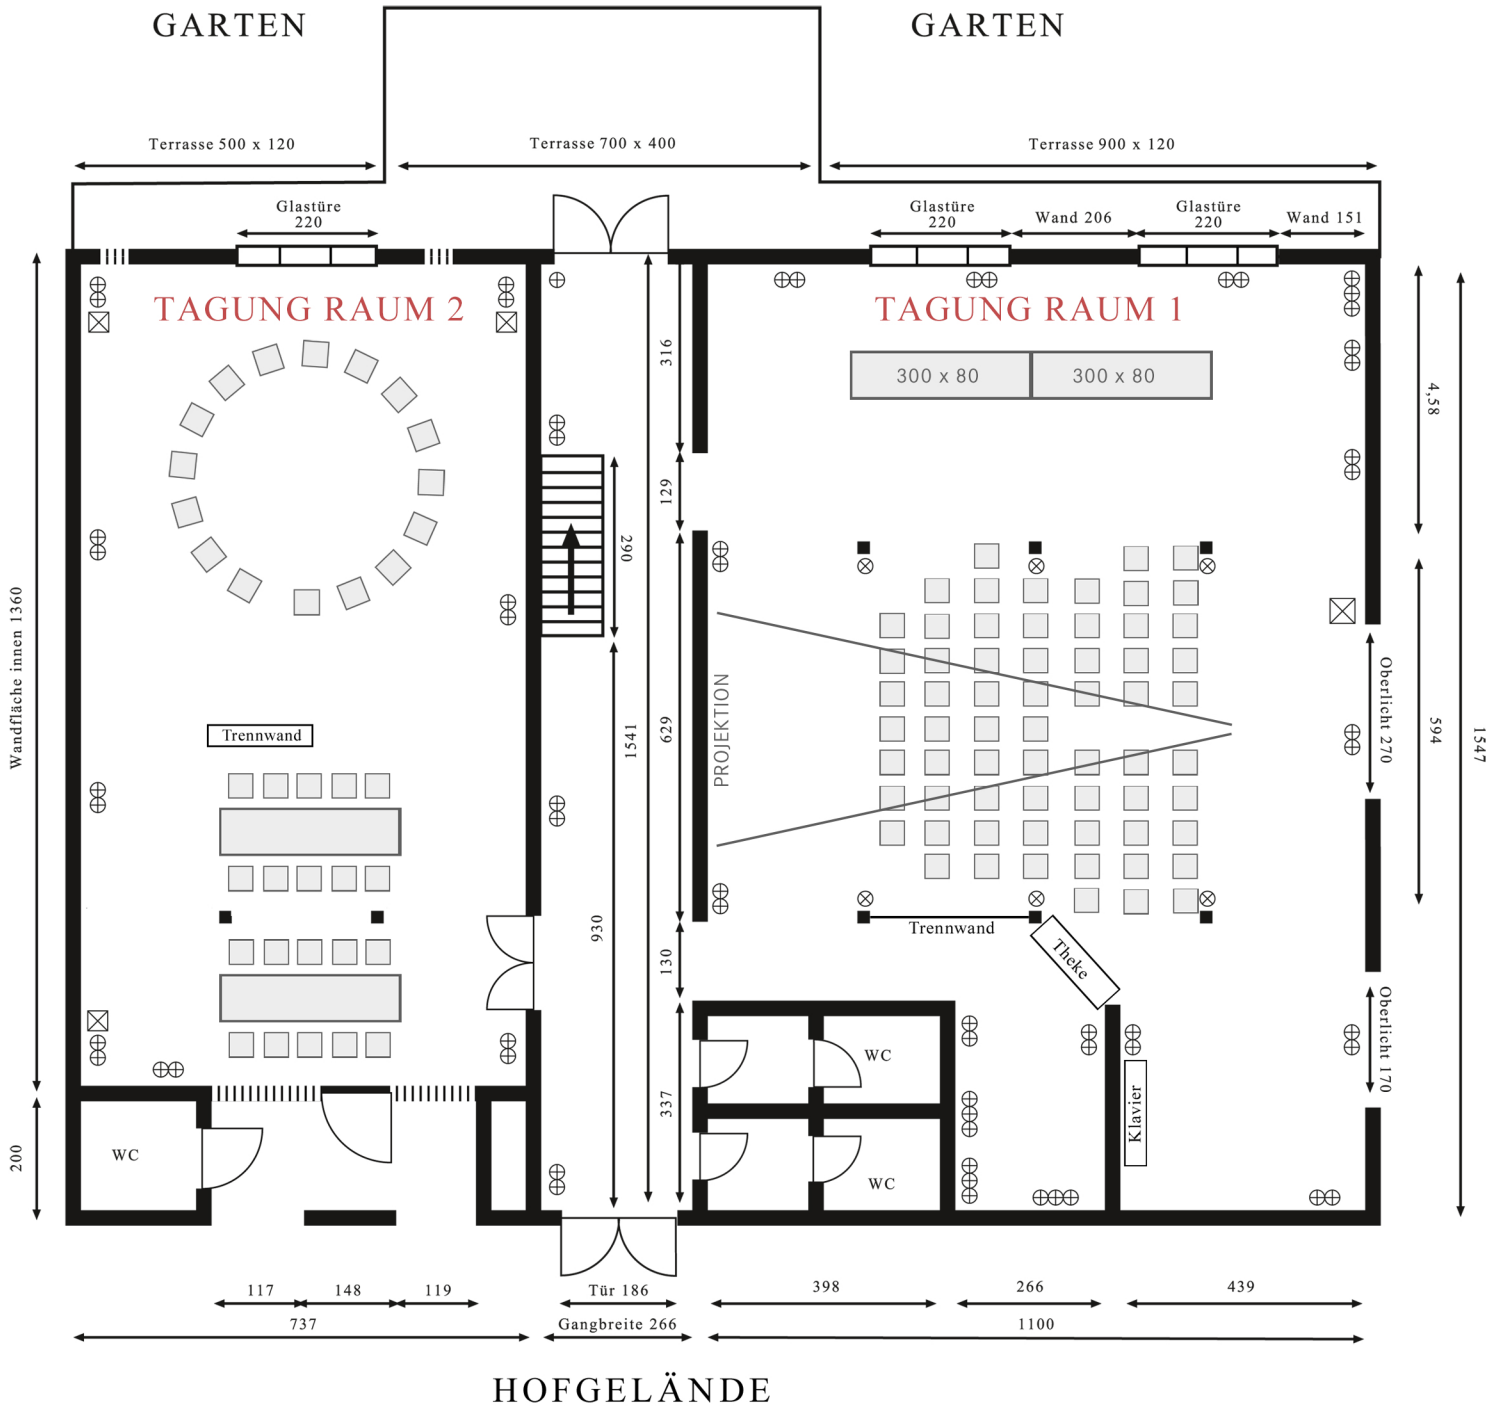 GARTEN
GARTEN
Terrasse 500 x 120
Terrasse 700 x 400
Terrasse 900 x 120
Glastüre
220
Glastüre
220
Wand 206
Glastüre
220
Wand 151
TAGUNG RAUM 2
TAGUNG RAUM 1
316
300 x 80
300 x 80
4,58
129
290
Wandfläche innen 1360
Oberlicht 270
PROJEKTION
629
1541
594
1547
Trennwand
930
Trennwand
130
Theke
Oberlicht 170
WC
337
Klavier
200
WC
WC
117
148
119
Tür 186
398
266
439
737
Gangbreite 266
1100
HOFGELÄNDE